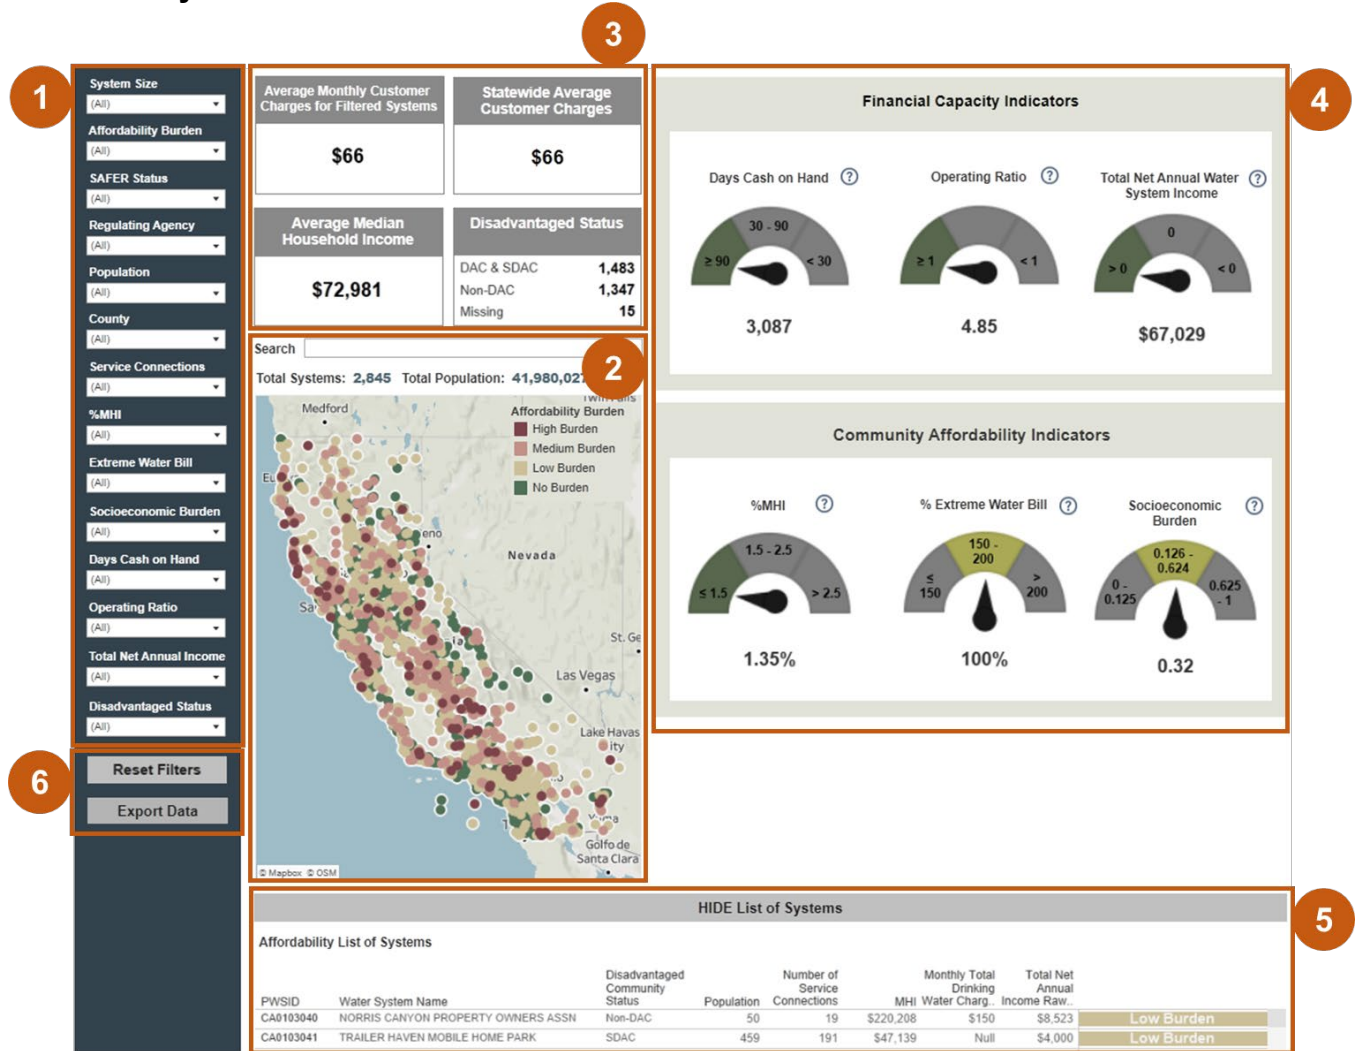 1
System Size
(All)
Affordability Burden
(All)
SAFER Status
(All)
Regulating Agency
(All)
Population
(All)
County
(All)
Service Connections
(All)
%MHI
(All)
Extreme Water Bill
(All)
Socioeconomic Burden
(All)
Days Cash on Hand
(All)
Operating Ratio
(All)
Total Net Annual Income
(All)
Disadvantaged Status
(All)
6
Reset Filters
Export Data
3
Average Monthly Customer
Charges for Filtered Systems
$66
Statewide Average
Customer Charges
$66
Average Median
Household Income
$72,981
Disadvantaged Status
DAC & SDAC 1,483
Non-DAC 1,347
Missing 15
2
Search
Total Systems: 2,845 Total Population: 41,980,027
Medford
Affordability Burden
High Burden
Medium Burden
Low Burden
No Burden
Eu
eno
Nevada
Sa
St. Ge
Las Vegas
Lake Havas
ity
Golfo de
Santa Clara
© Mapbox © OSM
4
Financial Capacity Indicators
Days Cash on Hand ?
30 - 90
≥ 90
< 30
3,087
Operating Ratio ?
≥ 1
< 1
4.85
Total Net Annual Water
System Income ?
0
> 0
< 0
$67,029
Community Affordability Indicators
%MHI ?
1.5 - 2.5
≤ 1.5
> 2.5
1.35%
% Extreme Water Bill ?
150 -
200
≤
150
>
200
100%
Socioeconomic
Burden ?
0.126 -
0.624
0 -
0.125
0.625
- 1
0.32
5
HIDE List of Systems
Affordability List of Systems
PWSID Water System Name Disadvantaged Community Status Population Number of Service Connections MHI Monthly Total Drinking Water Charg.. Total Net Annual Income Raw..
CA0103040 NORRIS CANYON PROPERTY OWNERS ASSN Non-DAC 50 19 $220,208 $150 $8,523 Low Burden
CA0103041 TRAILER HAVEN MOBILE HOME PARK SDAC 459 191 $47,139 Null $4,000 Low Burden